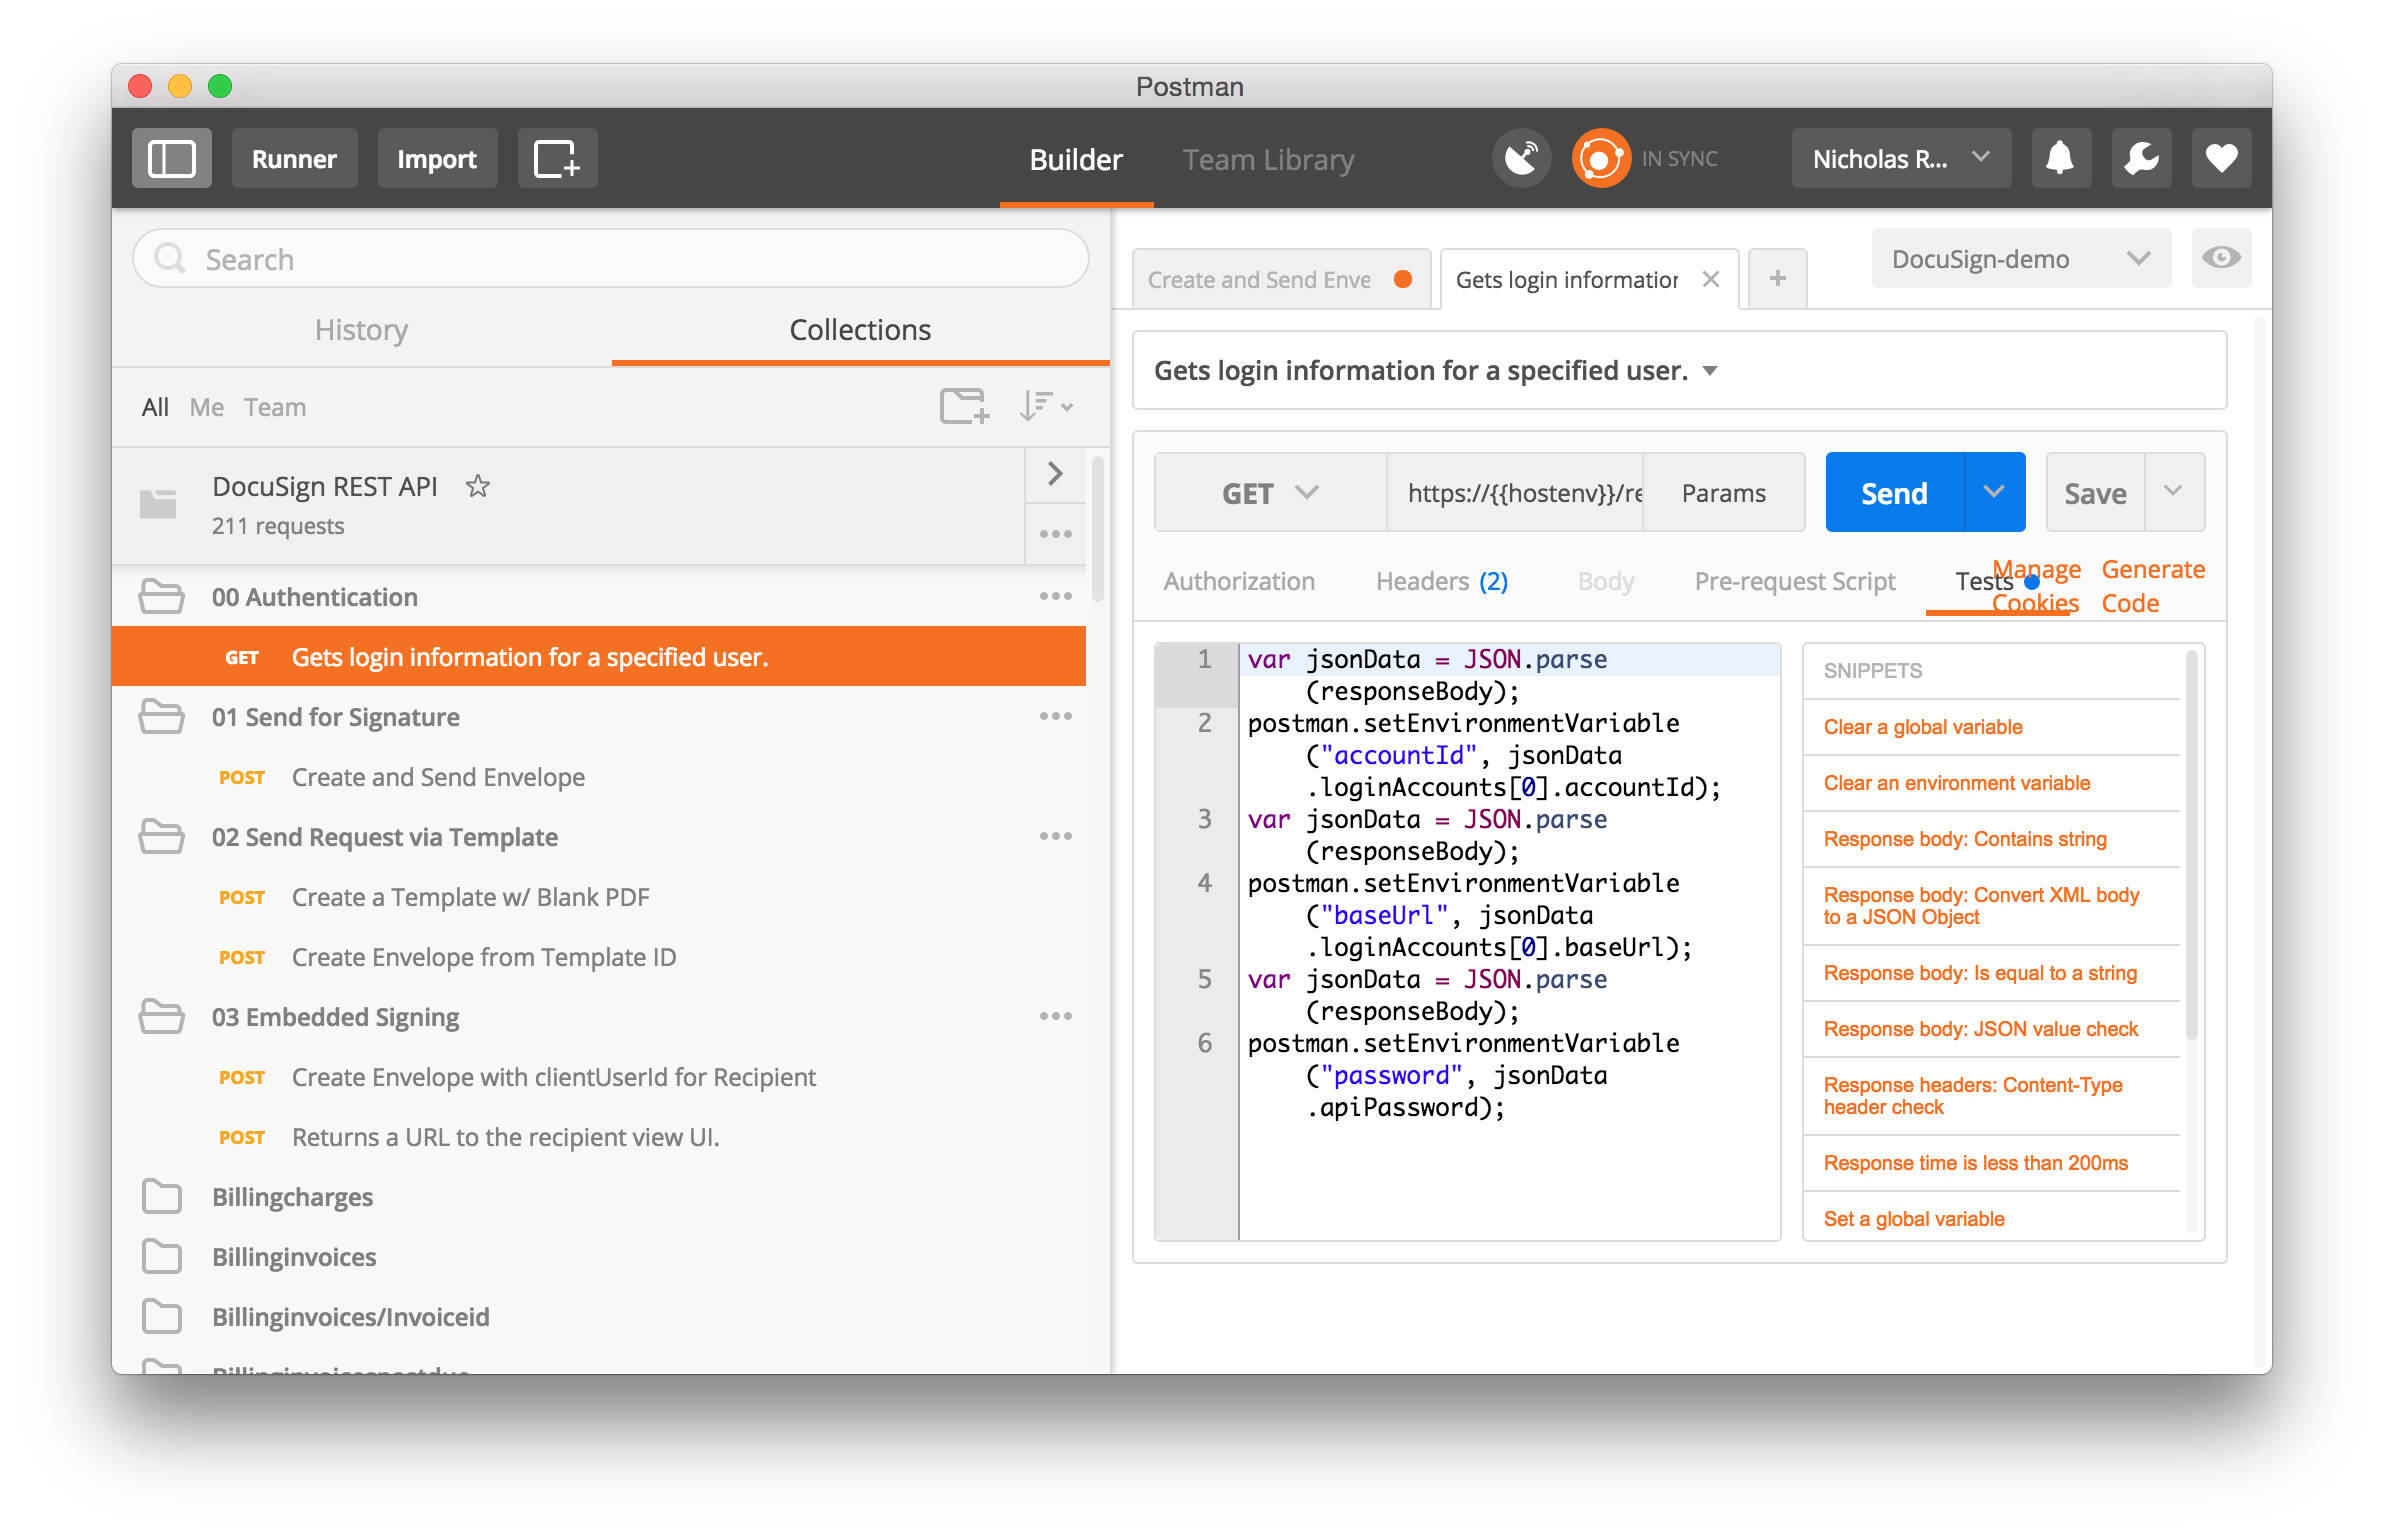 Postman
Runner
Import
Builder
Team Library
IN SYNC
Nicholas R...
Search
History
Collections
All Me Team
DocuSign REST API
211 requests
00 Authentication
GET Gets login information for a specified user.
01 Send for Signature
POST Create and Send Envelope
02 Send Request via Template
POST Create a Template w/ Blank PDF
POST Create Envelope from Template ID
03 Embedded Signing
POST Create Envelope with clientUserId for Recipient
POST Returns a URL to the recipient view UI.
Billingcharges
Billinginvoices
Billinginvoices/Invoiceid
Create and Send Enve
Gets login information
DocuSign-demo
Gets login information for a specified user.
GET
https://{{hostenv}}/re
Params
Send
Save
Authorization
Headers (2)
Body
Pre-request Script
Tests
Manage
Cookies
Generate
Code
1 var jsonData = JSON.parse
(responseBody);
2 postman.setEnvironmentVariable
("accountId", jsonData
.loginAccounts[0].accountId);
3 var jsonData = JSON.parse
(responseBody);
4 postman.setEnvironmentVariable
("baseUrl", jsonData
.loginAccounts[0].baseUrl);
5 var jsonData = JSON.parse
(responseBody);
6 postman.setEnvironmentVariable
("password", jsonData
.apiPassword);
SNIPPETS
Clear a global variable
Clear an environment variable
Response body: Contains string
Response body: Convert XML body
to a JSON Object
Response body: Is equal to a string
Response body: JSON value check
Response headers: Content-Type
header check
Response time is less than 200ms
Set a global variable